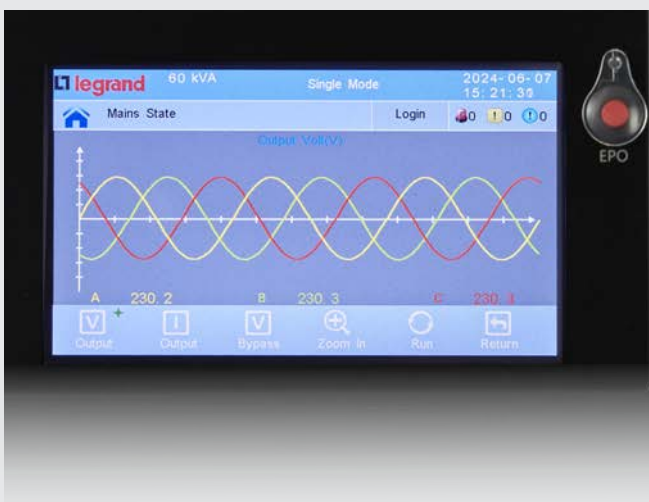 legrand 60 kVA Single Mode 2024-06-07
15:21:39
Mains State Login 0 ! 0 ! 0
Output Volt(V)
EPO
A 230.2 B 230.3 C 230.4
V I V
Output Output Bypass Zoom In Run Return